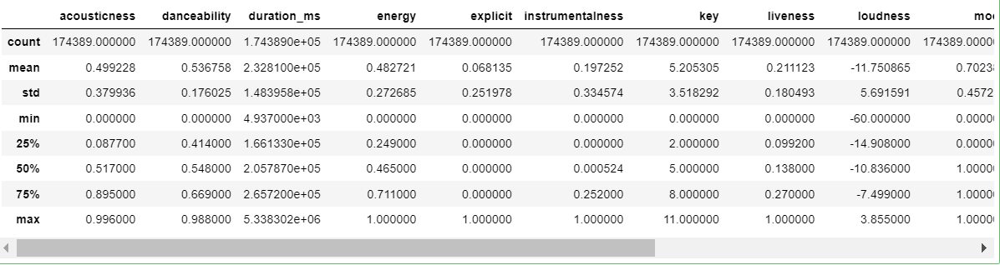 acousticness danceability duration_ms energy explicit instrumentalness key liveness loudness
count 174389.000000 174389.000000 1.743890e+05 174389.000000 174389.000000 174389.000000 174389.000000 174389.000000 174389.000000 174389.00000
mean 0.499228 0.536758 2.328100e+05 0.482721 0.068135 0.197252 5.205305 0.211123 -11.750865 0.7023
std 0.379936 0.176025 1.483958e+05 0.272685 0.251978 0.334574 3.518292 0.180493 5.691591 0.4572
min 0.000000 0.000000 4.937000e+03 0.000000 0.000000 0.000000 0.000000 0.000000 -60.000000 0.0000
25% 0.087700 0.414000 1.661330e+05 0.249000 0.000000 0.000000 2.000000 0.099200 -14.908000 0.0000
50% 0.517000 0.548000 2.057870e+05 0.465000 0.000000 0.000524 5.000000 0.138000 -10.836000 1.0000
75% 0.895000 0.669000 2.657200e+05 0.711000 0.000000 0.252000 8.000000 0.270000 -7.499000 1.0000
max 0.996000 0.988000 5.338302e+06 1.000000 1.000000 1.000000 11.000000 1.000000 3.855000 1.0000